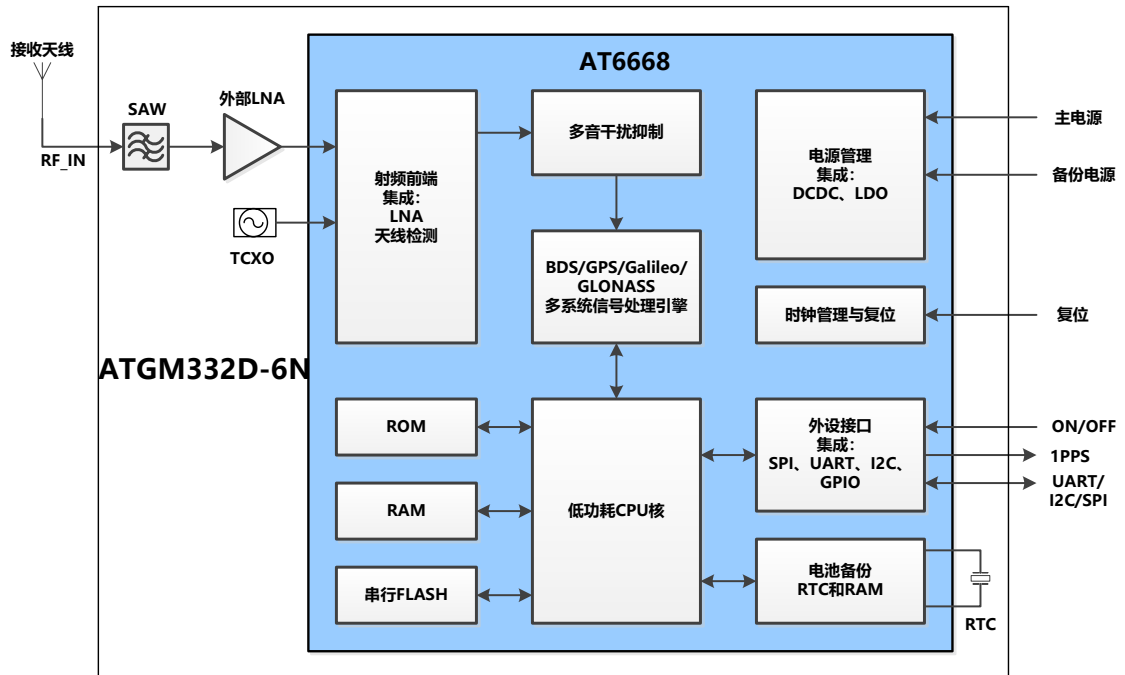 接收天线
RF_IN
SAW
外部LNA
TCXO
ATGM332D-6N
AT6668
射频前端
集成：
LNA
天线检测
多音干扰抑制
BDS/GPS/Galileo/
GLONASS
多系统信号处理引擎
电源管理
集成：
DCDC、LDO
时钟管理与复位
ROM
RAM
串行FLASH
低功耗CPU核
外设接口
集成：
SPI、UART、I2C、
GPIO
电池备份
RTC和RAM
主电源
备份电源
复位
ON/OFF
1PPS
UART/
I2C/SPI
RTC